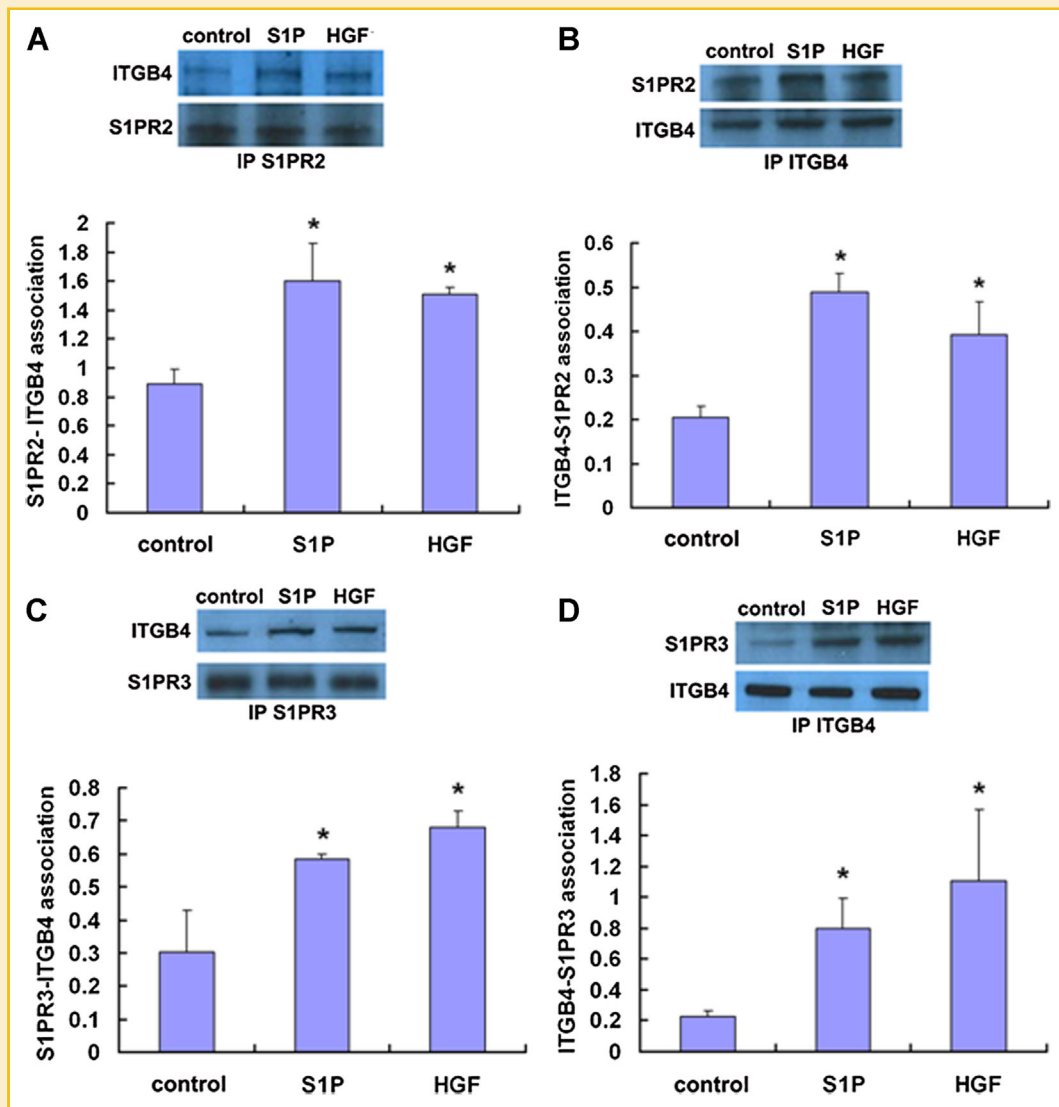 A
control S1P HGF
ITGB4
S1PR2
IP S1PR2
S1PR2- ITGB4 association
2
1.8
1.6
1.4
1.2
1
0.8
0.6
0.4
0.2
0
*
*
control S1P HGF
B
control S1P HGF
S1PR2
ITGB4
IP ITGB4
ITGB4-S1PR2 association
0.6
0.5
0.4
0.3
0.2
0.1
0
*
*
control S1P HGF
C
control S1P HGF
ITGB4
S1PR3
IP S1PR3
S1PR3-ITGB4 association
0.8
0.7
0.6
0.5
0.4
0.3
0.2
0.1
0
*
*
control S1P HGF
D
control S1P HGF
S1PR3
ITGB4
IP ITGB4
ITGB4-S1PR3 association
1.8
1.6
1.4
1.2
1
0.8
0.6
0.4
0.2
0
*
*
control S1P HGF